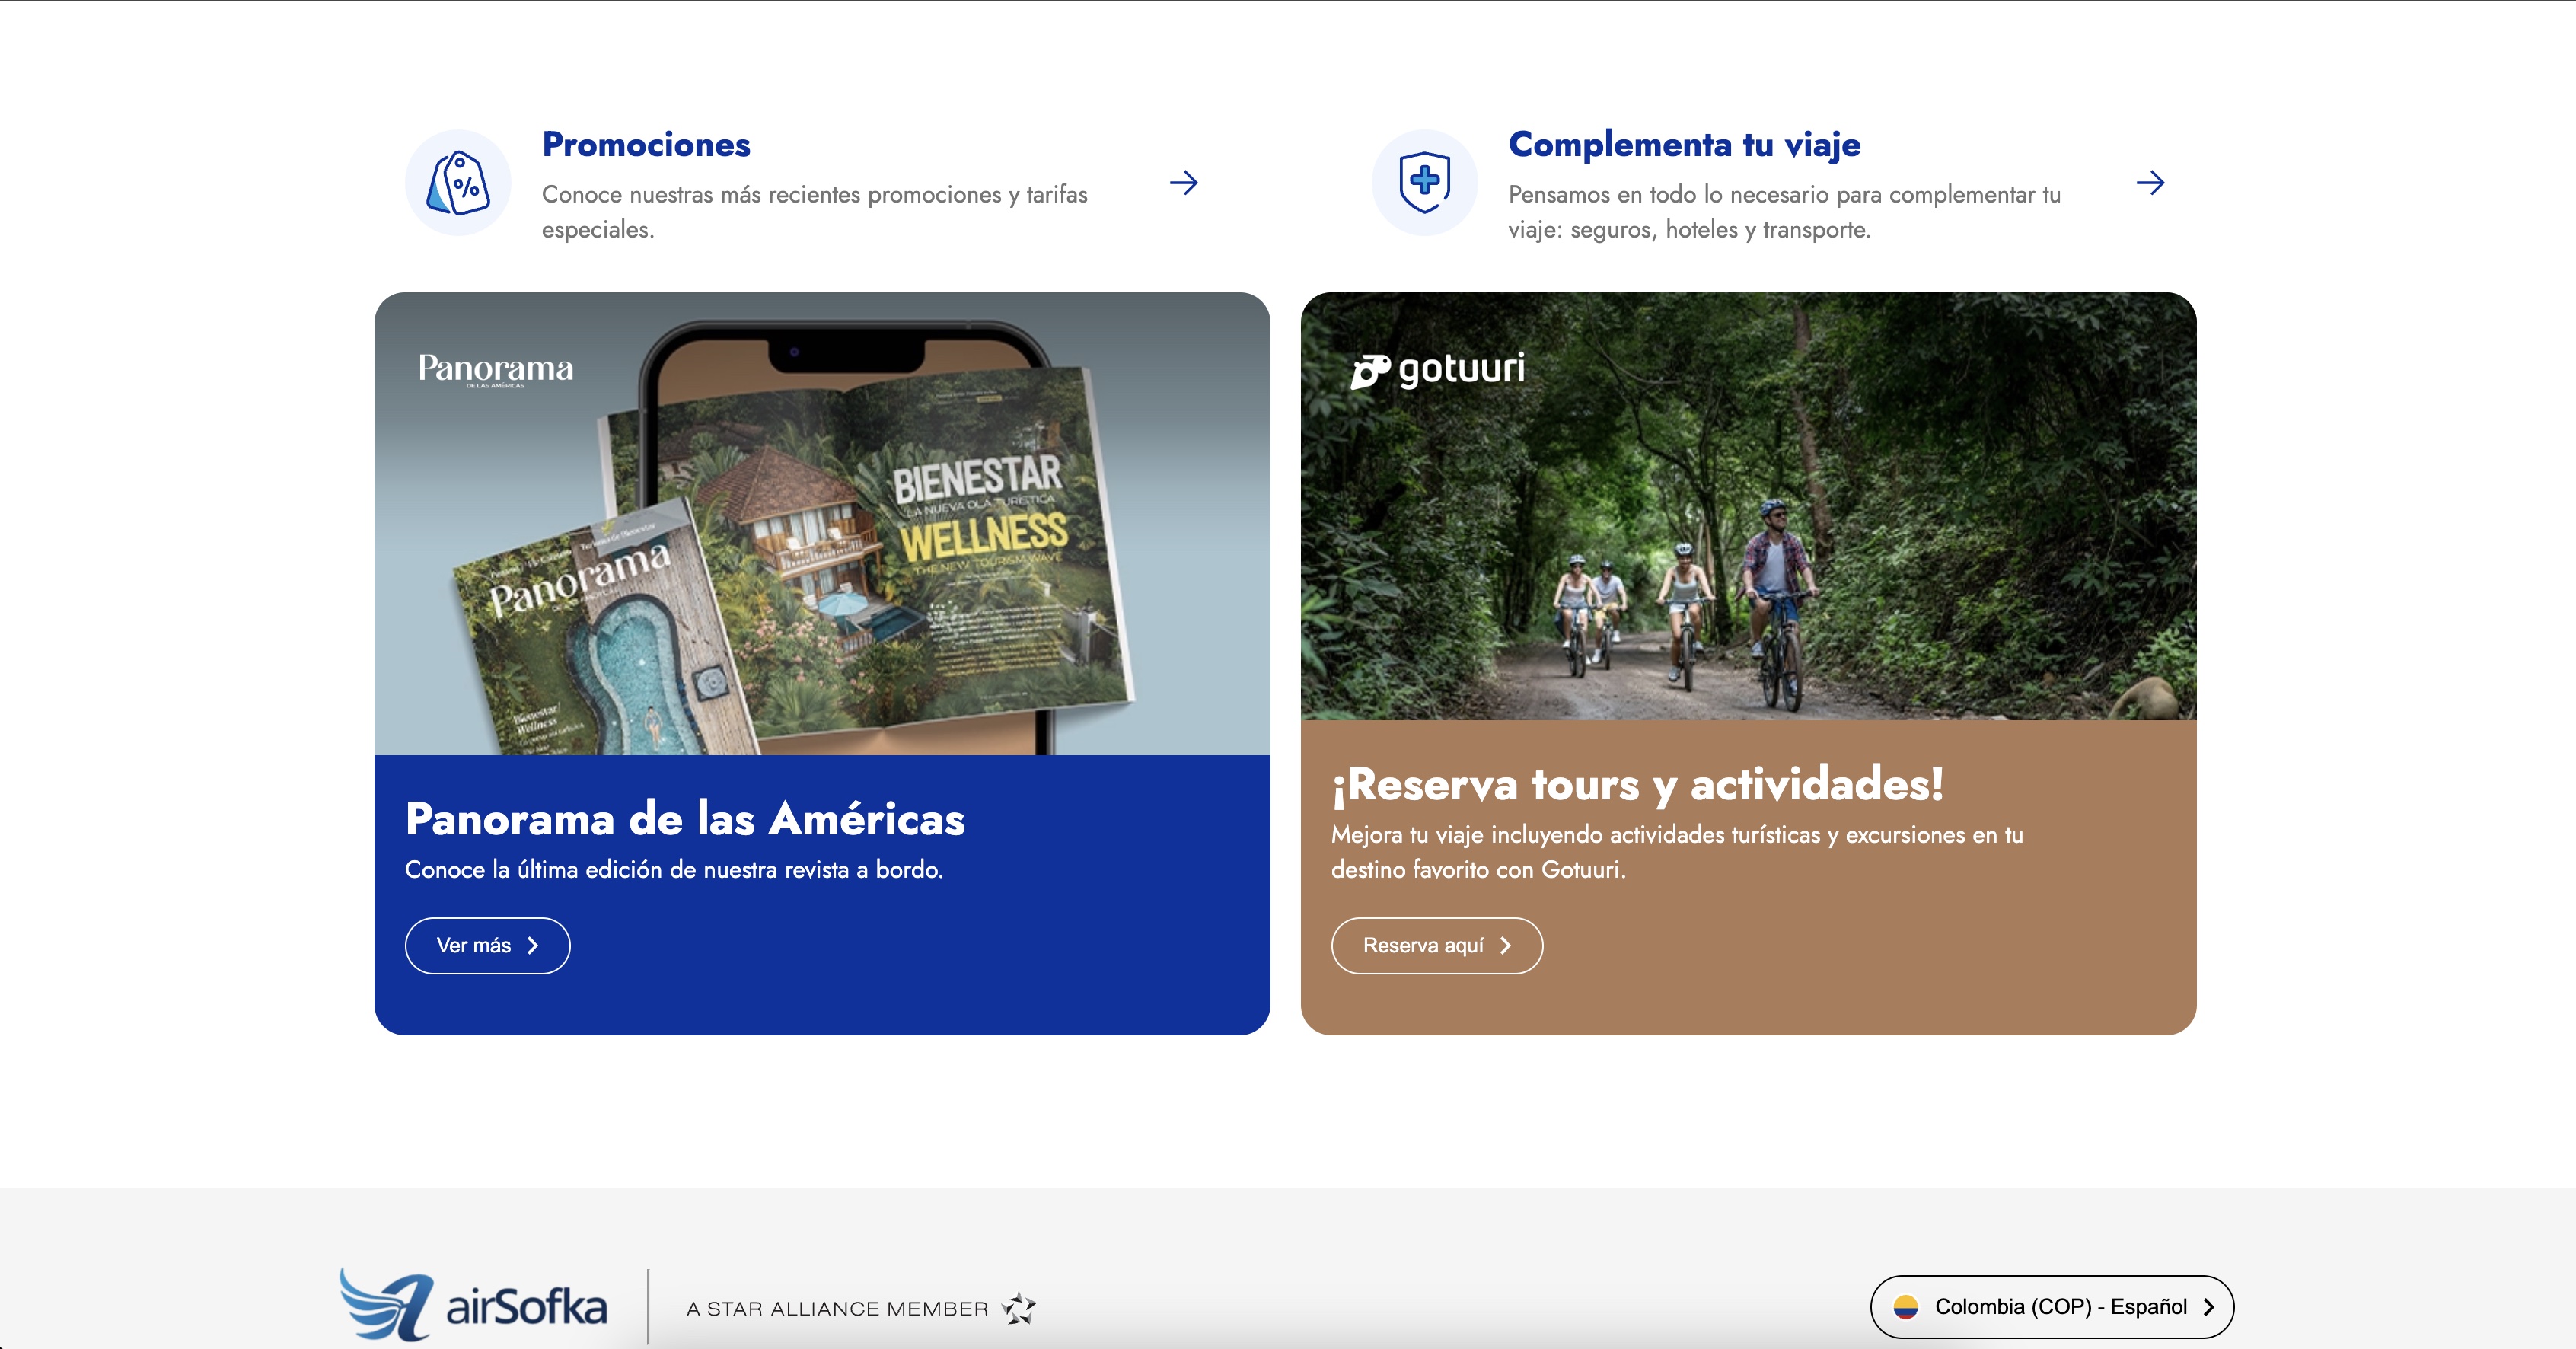 Promociones
Conoce nuestras más recientes promociones y tarifas
especiales.
Complementa tu viaje
Pensamos en todo lo necesario para complementar tu
viaje: seguros, hoteles y transporte.
Panorama
DE LAS AMÉRICAS
BIENESTAR
LA NUEVA OLA TURÍSTICA
WELLNESS
THE NEW TOURISM WAVE
Panorama
Bienestar/
Wellness
gotuuri
Panorama de las Américas
Conoce la última edición de nuestra revista a bordo.
Ver más
¡Reserva tours y actividades!
Mejora tu viaje incluyendo actividades turísticas y excursiones en tu
destino favorito con Gotuuri.
Reserva aquí
airSofka
A STAR ALLIANCE MEMBER
Colombia (COP) - Español